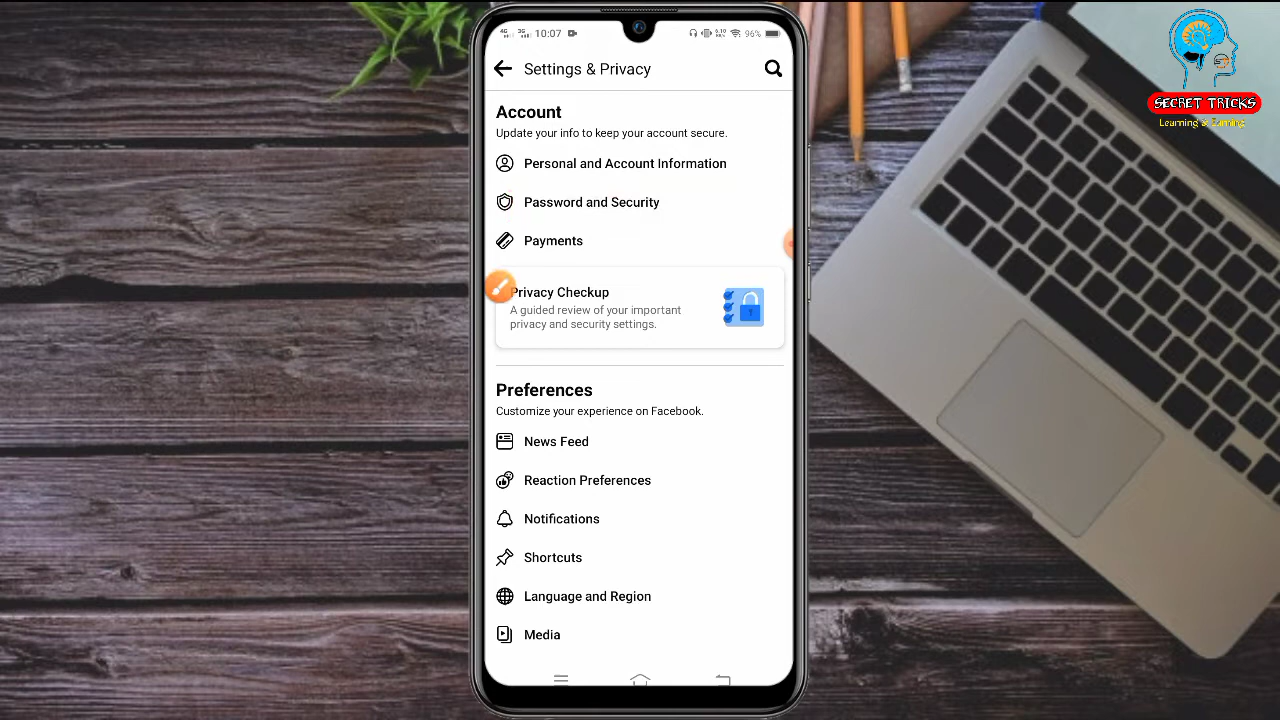 4G 3G 10:07 96%
Settings & Privacy
SECRET TRICKS
Learning & Earning
Account
Update your info to keep your account secure.
Personal and Account Information
Password and Security
Payments
Privacy Checkup
A guided review of your important
privacy and security settings.
Preferences
Customize your experience on Facebook.
News Feed
Reaction Preferences
Notifications
Shortcuts
Language and Region
Media